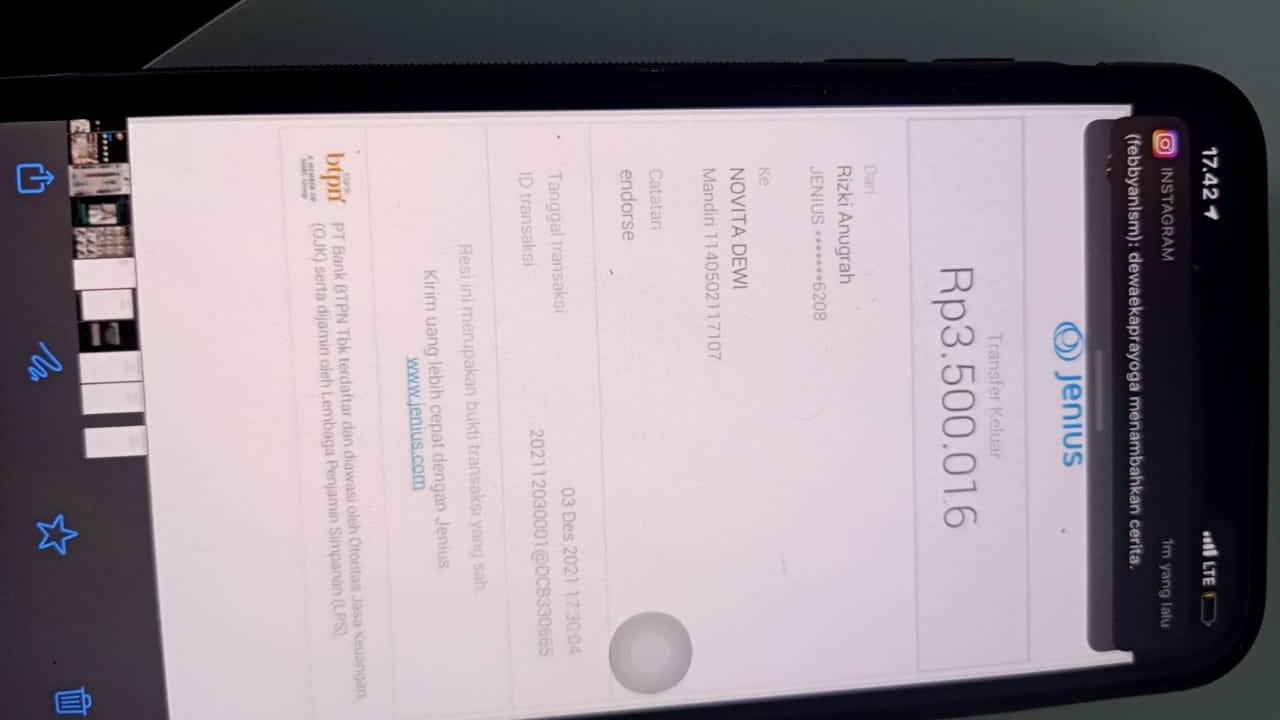 17.42
LTE
INSTAGRAM
1m yang lalu
(febbyanlsm): dewaekaprayoga menambahkan cerita.
jenius
Transfer Keluar
Rp3.500.016
Dari
Rizki Anugrah
JENIUS •••••••6208
Ke
NOVITA DEWI
Mandiri 1140502117107
Catatan
endorse
Tanggal transaksi 03 Des 2021 17:30:04
ID transaksi 202112030001@DCB330665
Resi ini merupakan bukti transaksi yang sah.
Kirim uang lebih cepat dengan Jenius.
www.jenius.com
btpn
PT Bank BTPN Tbk terdaftar dan diawasi oleh Otoritas Jasa Keuangan
(OJK) serta dijamin oleh Lembaga Penjamin Simpanan (LPS)
A MEMBER OF
SMBC Group